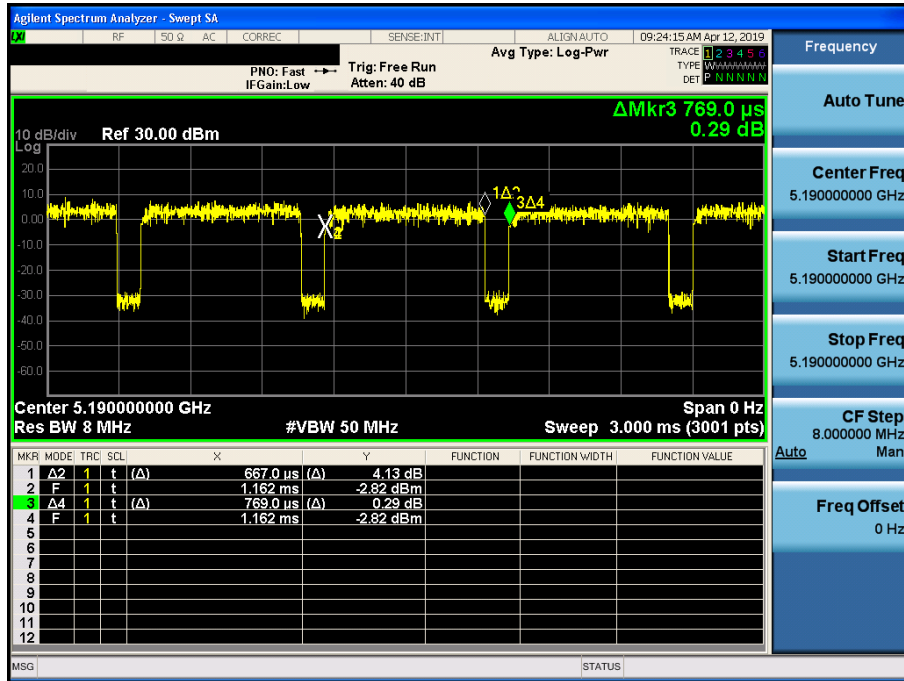 Agilent Spectrum Analyzer - Swept SA
LXI RF 50 Ω AC CORREC SENSE:INT ALIGN AUTO 09:24:15 AM Apr 12, 2019
Avg Type: Log-Pwr
TRACE 1 2 3 4 5 6
TYPE WWWWWW
DET P N N N N N
PNO: Fast
IFGain:Low
Trig: Free Run
Atten: 40 dB
ΔMkr3 769.0 µs
0.29 dB
10 dB/div
Log
Ref 30.00 dBm
20.0
10.0
0.00
-10.0
-20.0
-30.0
-40.0
-50.0
-60.0
3Δ4
Center 5.190000000 GHz
Span 0 Hz
Res BW 8 MHz
#VBW 50 MHz
Sweep 3.000 ms (3001 pts)
MKR MODE TRC SCL X Y FUNCTION FUNCTION WIDTH FUNCTION VALUE
1 Δ2 1 t (Δ) 667.0 µs (Δ) 4.13 dB
2 F 1 t 1.162 ms -2.82 dBm
3 Δ4 1 t (Δ) 769.0 µs (Δ) 0.29 dB
4 F 1 t 1.162 ms -2.82 dBm
5
6
7
8
9
10
11
12
MSG
STATUS
Frequency
Auto Tune
Center Freq
5.190000000 GHz
Start Freq
5.190000000 GHz
Stop Freq
5.190000000 GHz
CF Step
8.000000 MHz
Auto Man
Freq Offset
0 Hz